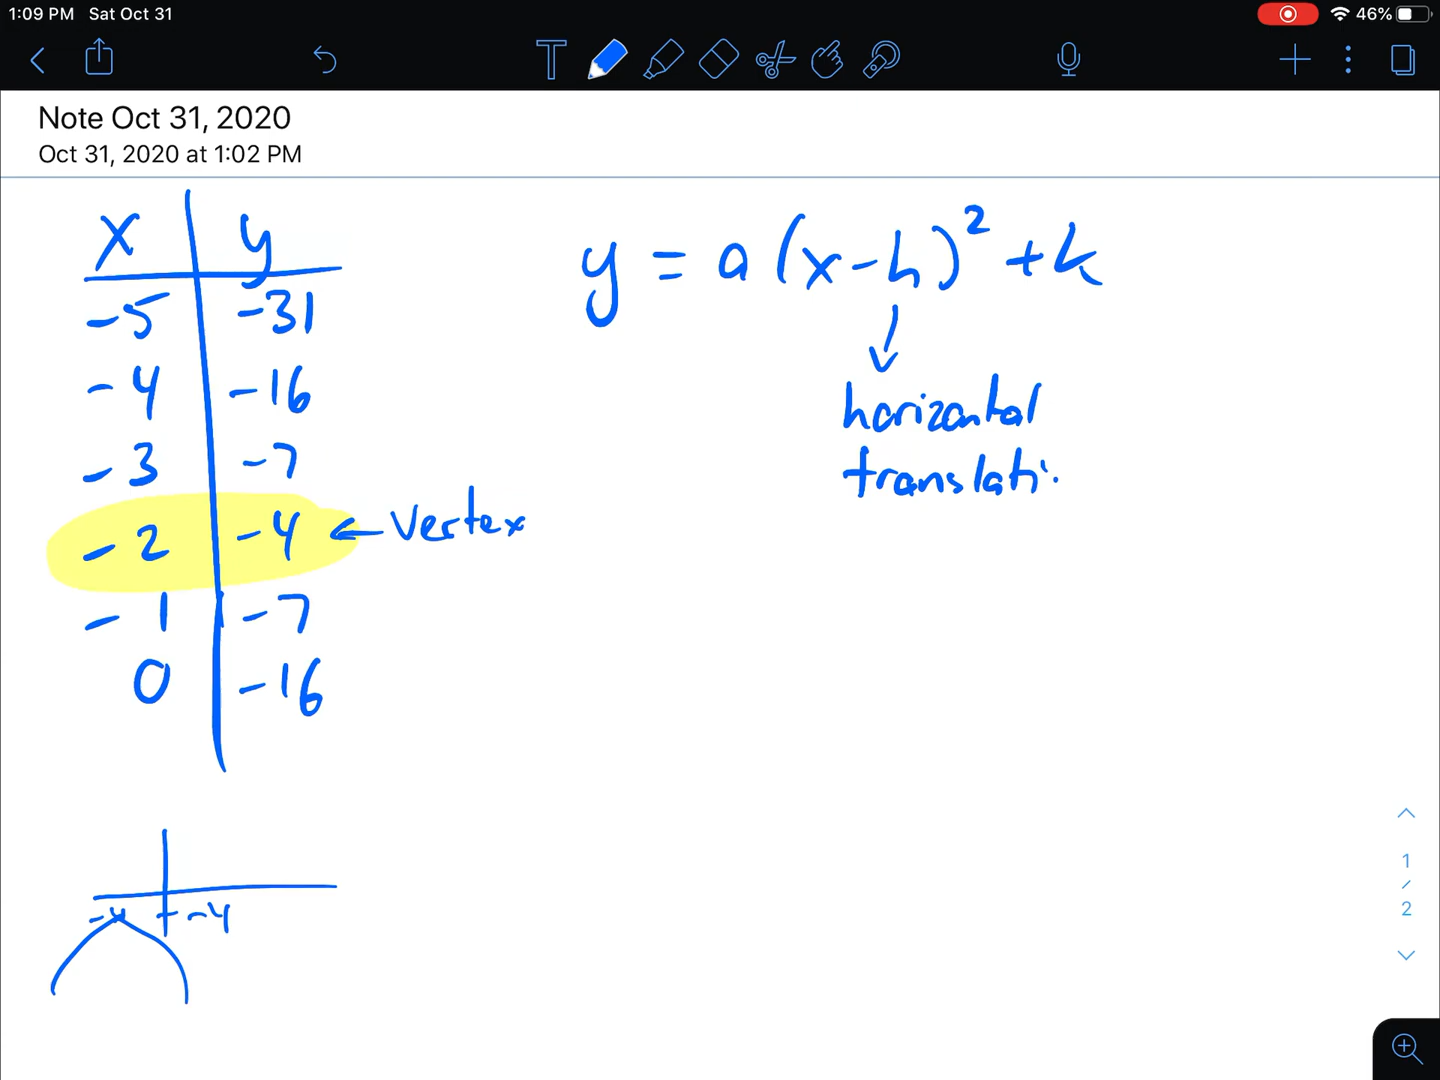 1:09 PM Sat Oct 31
46%
T
Note Oct 31, 2020
Oct 31, 2020 at 1:02 PM
x y
-5 -31
-4 -16
-3 -7
-2 -4 ← vertex
-1 -7
0 -16
y = a(x-h)² + k
horizontal
translati
-4
1
/
2